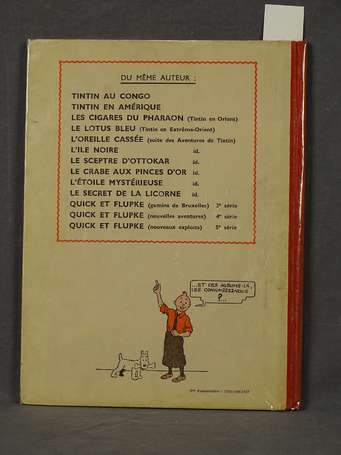 DU MÊME AUTEUR :
TINTIN AU CONGO
TINTIN EN AMÉRIQUE
LES CIGARES DU PHARAON (Tintin en Orient)
LE LOTUS BLEU (Tintin en Extrême-Orient)
L'OREILLE CASSÉE (suite des Aventures de Tintin)
L'ILE NOIRE id.
LE SCEPTRE D'OTTOKAR id.
LE CRABE AUX PINCES D'OR id.
L'ÉTOILE MYSTÉRIEUSE id.
LE SECRET DE LA LICORNE id.
QUICK ET FLUPKE (gamins de Bruxelles) 3e série
QUICK ET FLUPKE (nouvelles aventures) 4e série
QUICK ET FLUPKE (nouveaux exploits) 5e série
...ET CES ALBUMS-LÀ,
LES CONNAISSEZ-VOUS
?...